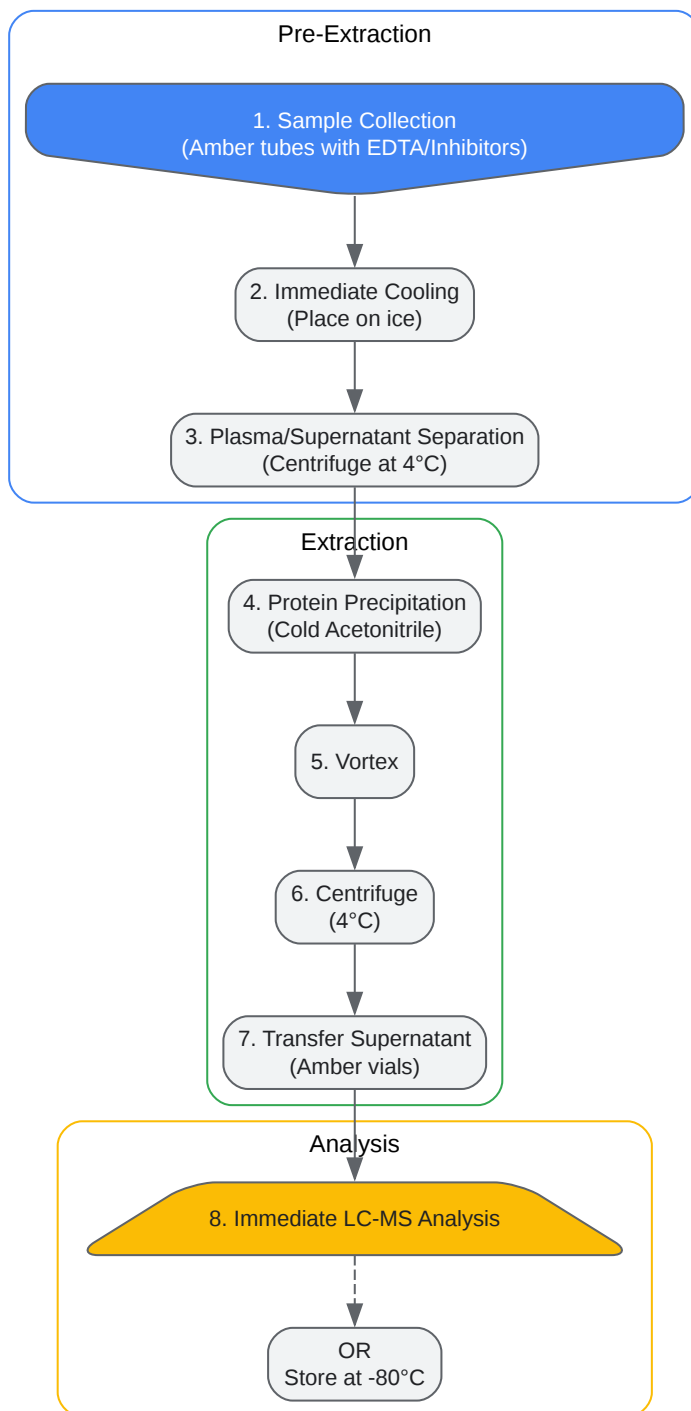 Pre-Extraction
1. Sample Collection
(Amber tubes with EDTA/Inhibitors)
2. Immediate Cooling
(Place on ice)
3. Plasma/Supernatant Separation
(Centrifuge at 4°C)
Extraction
4. Protein Precipitation
(Cold Acetonitrile)
5. Vortex
6. Centrifuge
(4°C)
7. Transfer Supernatant
(Amber vials)
Analysis
8. Immediate LC-MS Analysis
OR
Store at -80°C